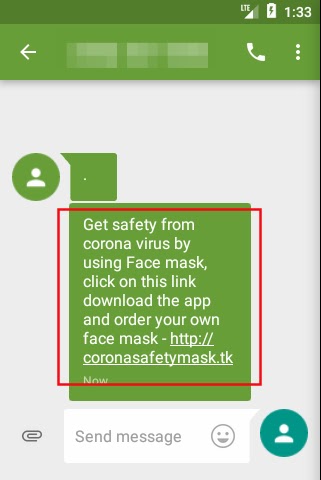 LTE 1:33
.
Get safety from
corona virus by
using Face mask,
click on this link
download the app
and order your own
face mask - http://
coronasafetymask.tk
Now
Send message